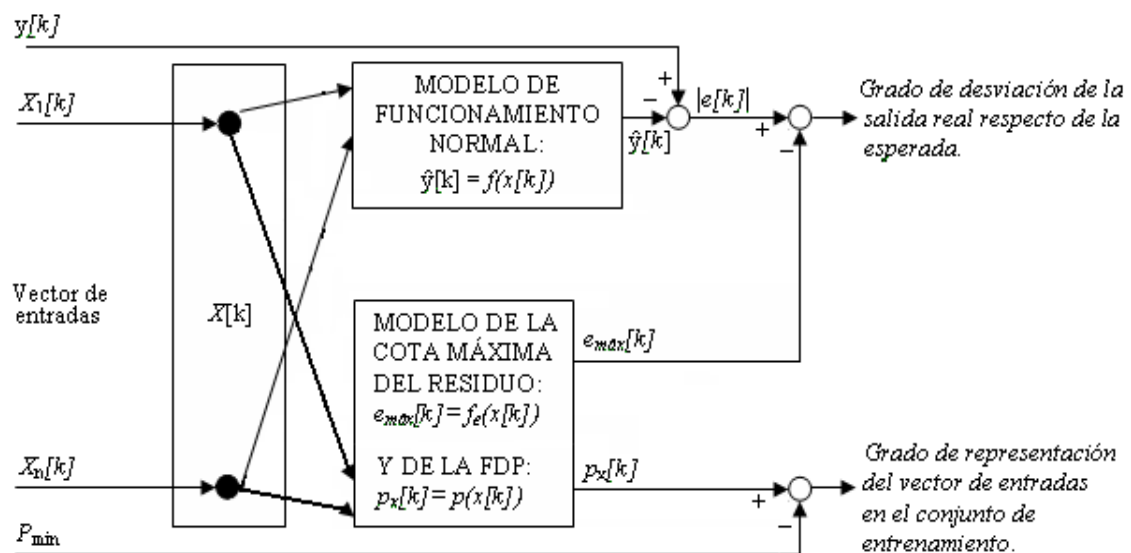 y[k]
X1[k]
Vector de
entradas
X[k]
Xn[k]
Pmin
MODELO DE
FUNCIONAMIENTO
NORMAL:
ŷ[k] = f(x[k])
+
−
ŷ[k]
|e[k]|
+
−
Grado de desviación de la
salida real respecto de la
esperada.
MODELO DE LA
COTA MÁXIMA
DEL RESIDUO:
emáx[k] = fe(x[k])
Y DE LA FDP:
px[k] = p(x[k])
emáx[k]
px[k]
+
−
Grado de representación
del vector de entradas
en el conjunto de
entrenamiento.